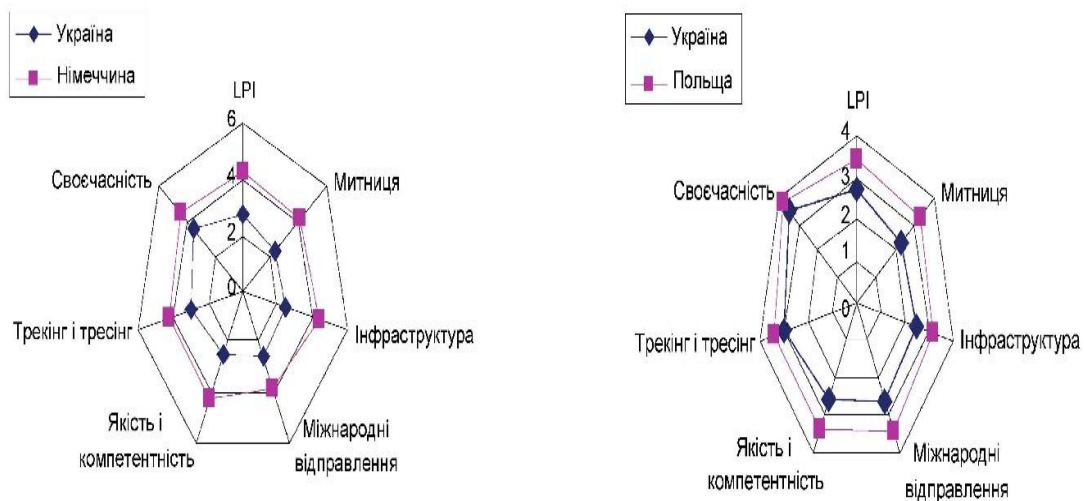 Україна
Німеччина
LPI
6
4
2
0
Митниця
Інфраструктура
Міжнародні
відправлення
Якість і
компетентність
Трекінг і тресінг
Своєчасність
Україна
Польща
LPI
4
3
2
1
0
Митниця
Інфраструктура
Міжнародні
відправлення
Якість і
компетентність
Трекінг і тресінг
Своєчасність